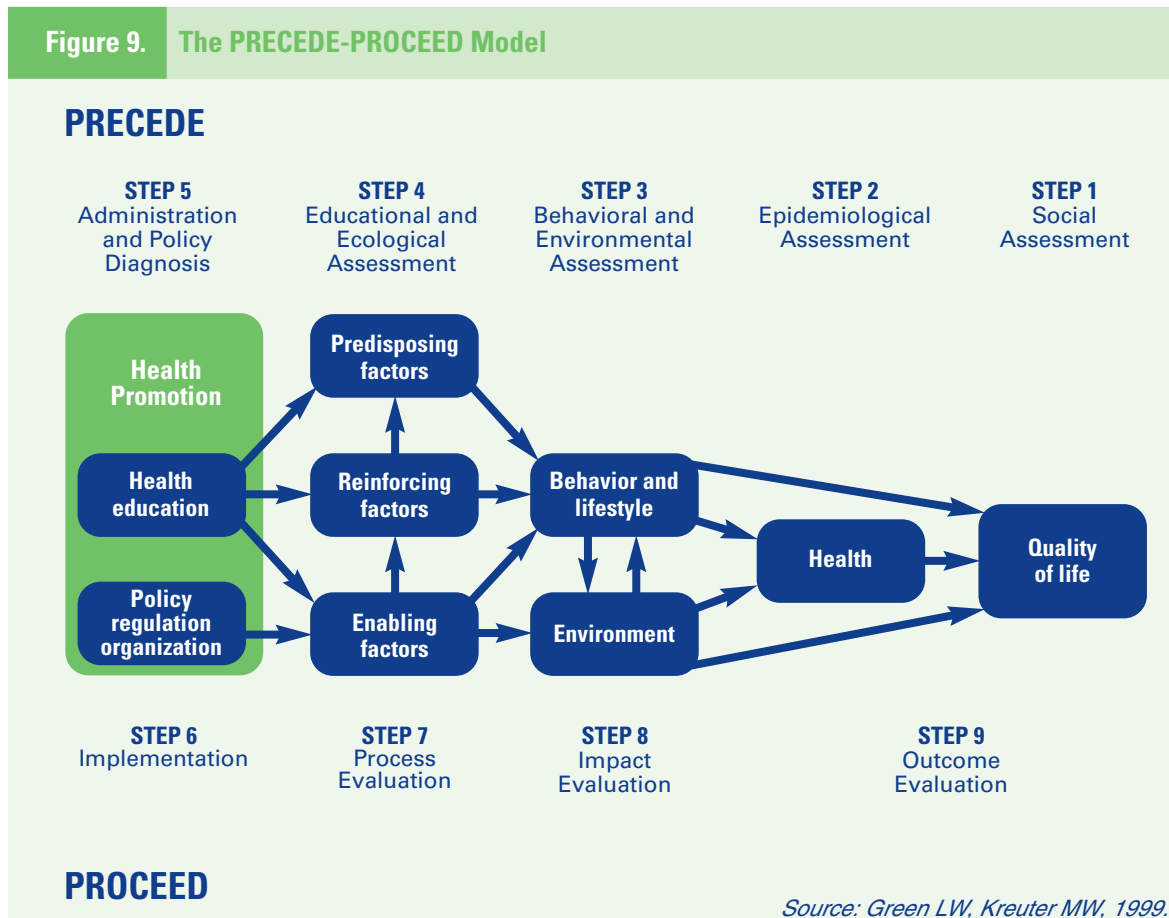 Figure 9.
The PRECEDE-PROCEED Model
PRECEDE
STEP 5
Administration
and Policy
Diagnosis
STEP 4
Educational and
Ecological
Assessment
STEP 3
Behavioral and
Environmental
Assessment
STEP 2
Epidemiological
Assessment
STEP 1
Social
Assessment
Health
Promotion
Health
education
Policy
regulation
organization
Predisposing
factors
Reinforcing
factors
Enabling
factors
Behavior and
lifestyle
Environment
Health
Quality
of life
STEP 6
Implementation
STEP 7
Process
Evaluation
STEP 8
Impact
Evaluation
STEP 9
Outcome
Evaluation
PROCEED
Source: Green LW, Kreuter MW, 1999.